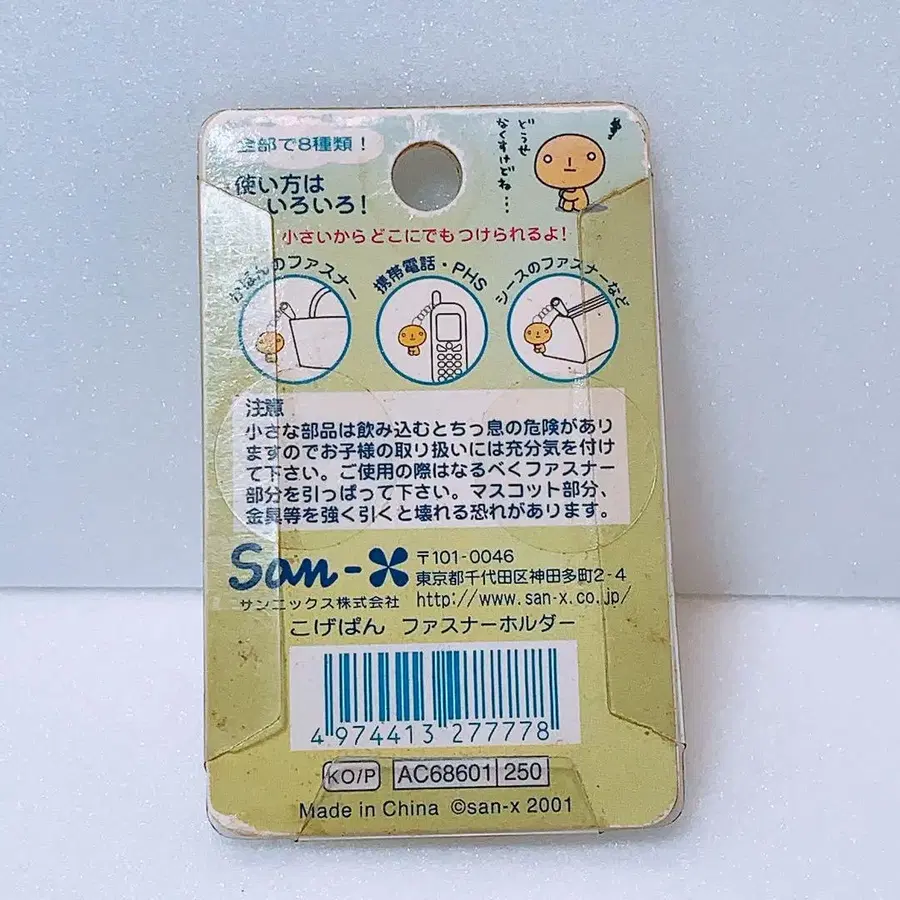 全部で8種類！
どうせ
なくすけどね…
使い方は
いろいろ！
小さいからどこにでもつけられるよ！
かばんのファスナー
携帯電話・PHS
シースのファスナーなど
注意
小さな部品は飲み込むとちっ息の危険があり
ますのでお子様の取り扱いには充分気を付け
て下さい。ご使用の際はなるべくファスナー
部分を引っぱって下さい。マスコット部分、
金具等を強く引くと壊れる恐れがあります。
San-X
〒101-0046
東京都千代田区神田多町2-4
サンエックス株式会社 http://www.san-x.co.jp/
こげぱん ファスナーホルダー
4 974413 277778
KO/P AC68601 250
Made in China ©san-x 2001